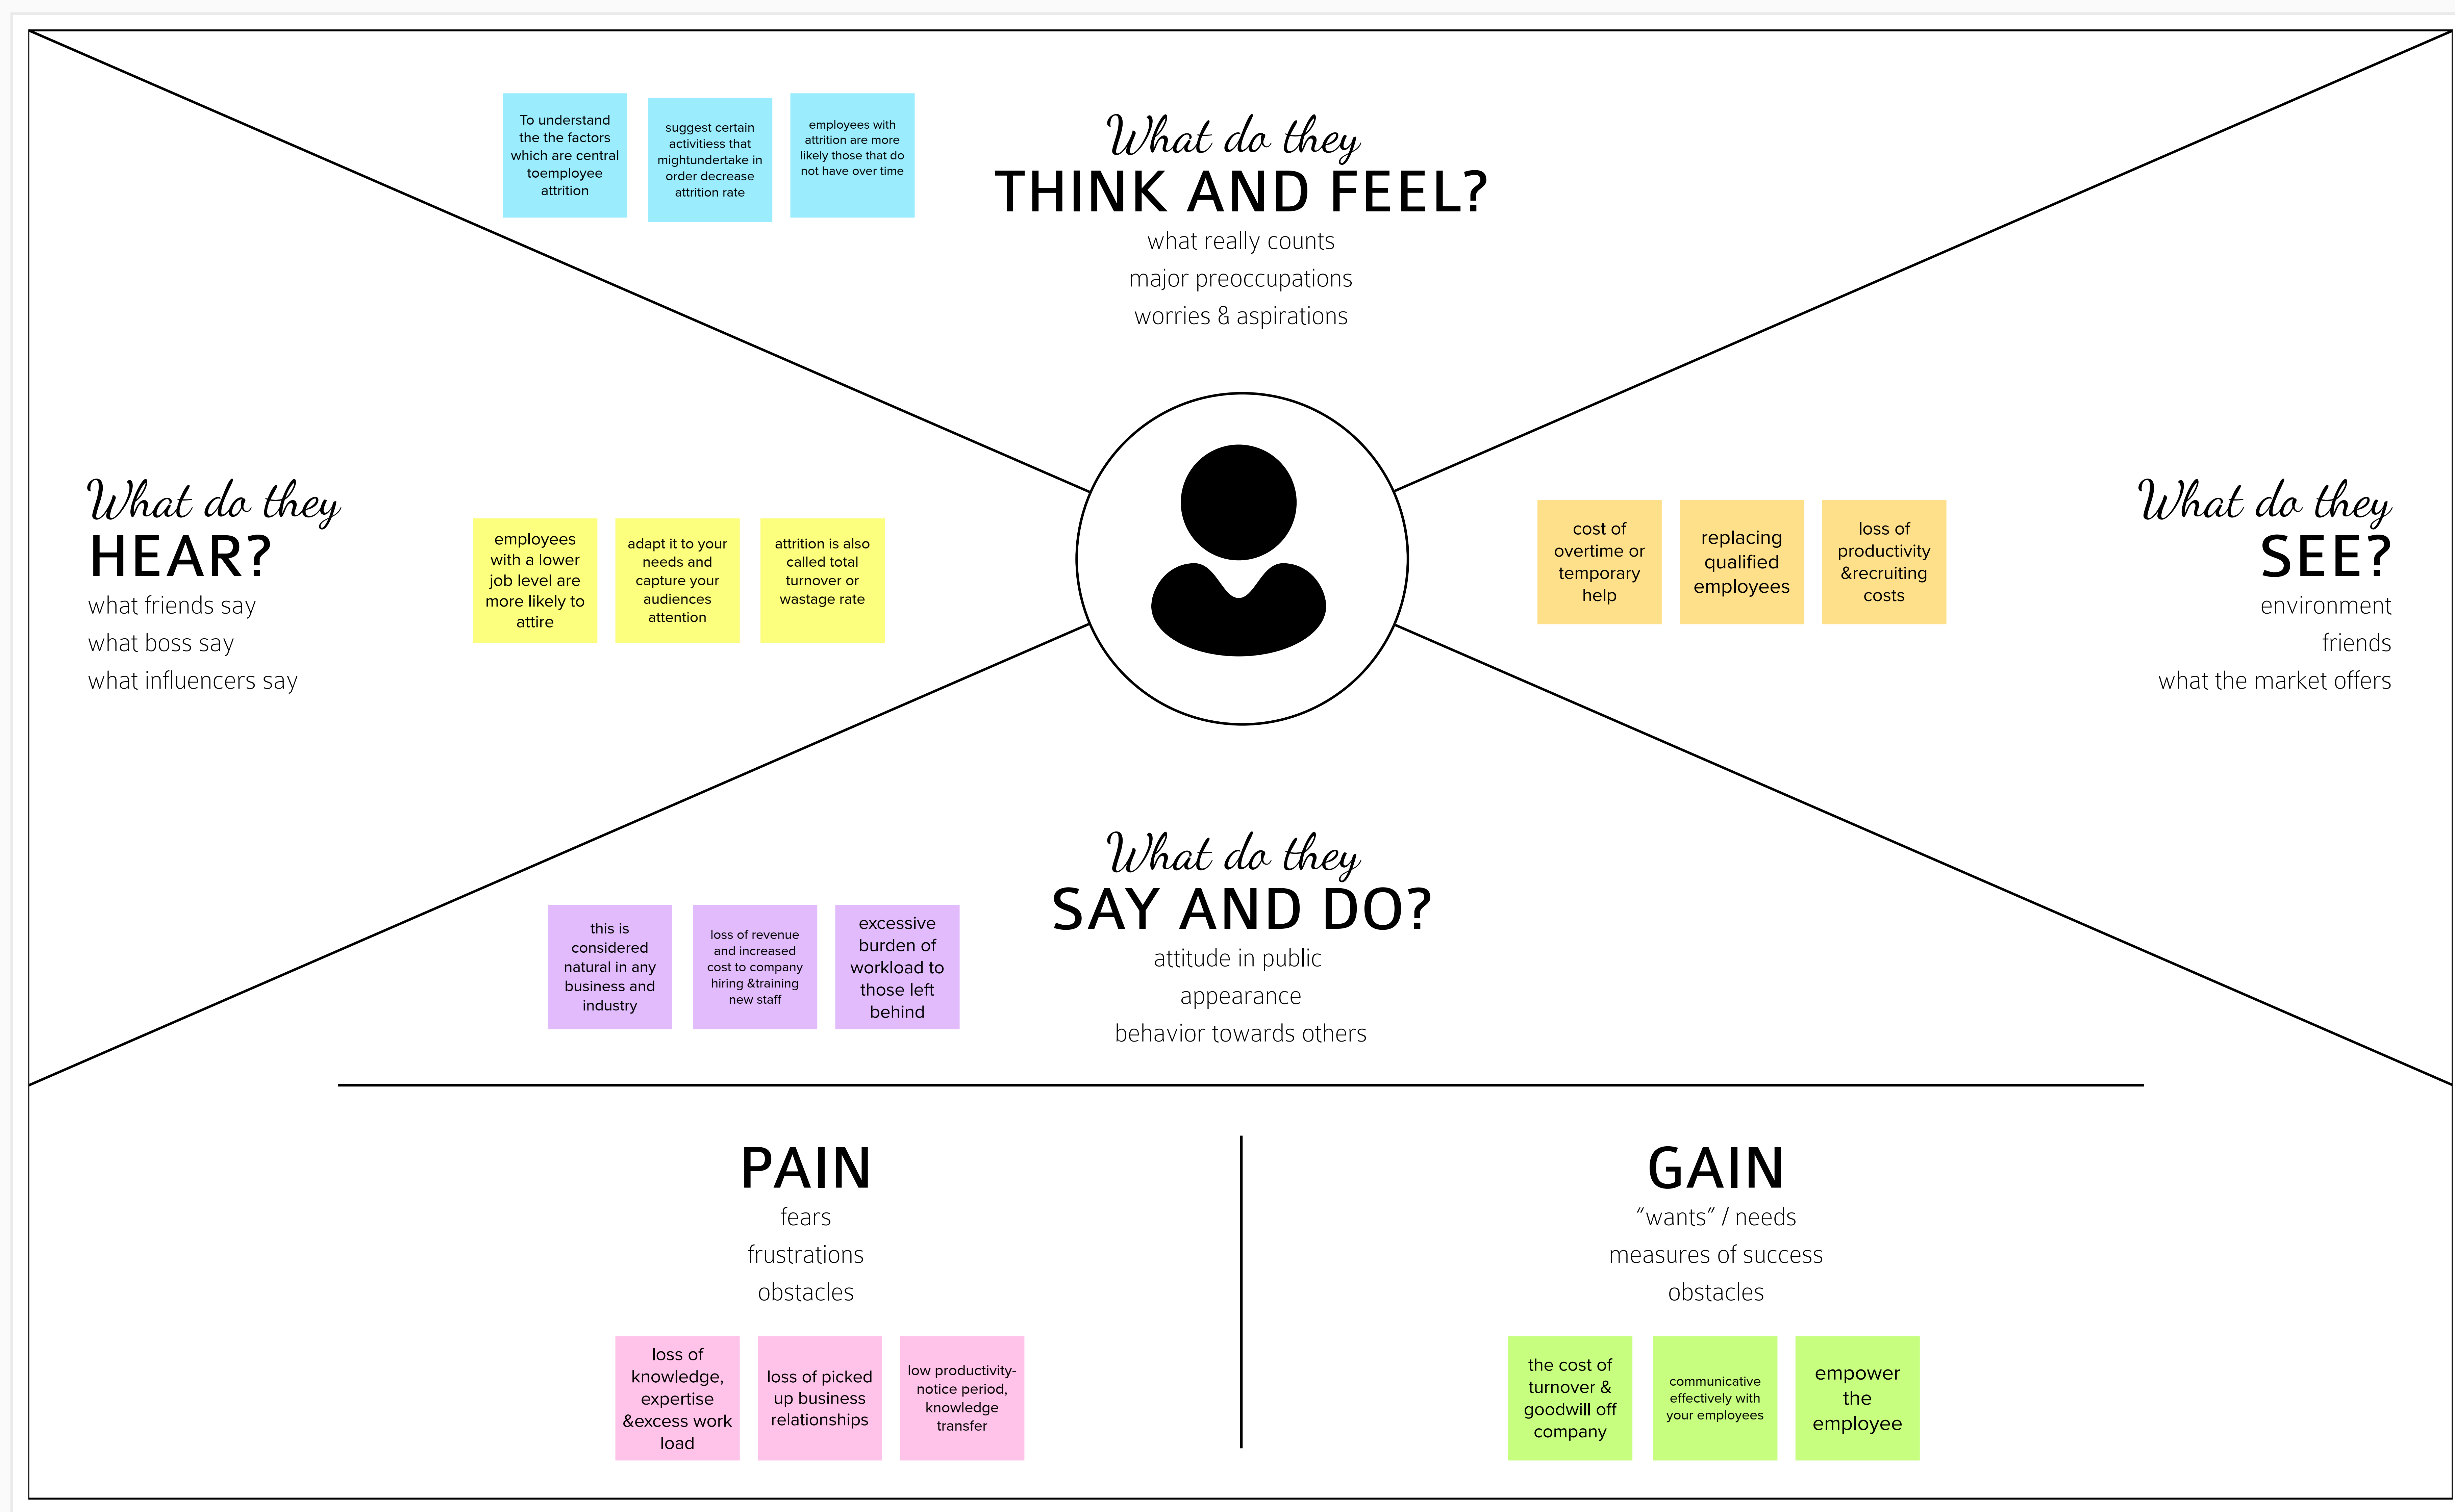 To understand
the the factors
which are central
toemployee
attrition
suggest certain
activitiess that
mightundertake in
order decrease
attrition rate
employees with
attrition are more
likely those that do
not have over time
What do they
THINK AND FEEL?
what really counts
major preoccupations
worries & aspirations
What do they
HEAR?
what friends say
what boss say
what influencers say
employees
with a lower
job level are
more likely to
attire
adapt it to your
needs and
capture your
audiences
attention
attrition is also
called total
turnover or
wastage rate
cost of
overtime or
temporary
help
replacing
qualified
employees
loss of
productivity
&recruiting
costs
What do they
SEE?
environment
friends
what the market offers
this is
considered
natural in any
business and
industry
loss of revenue
and increased
cost to company
hiring &training
new staff
excessive
burden of
workload to
those left
behind
What do they
SAY AND DO?
attitude in public
appearance
behavior towards others
PAIN
fears
frustrations
obstacles
loss of
knowledge,
expertise
&excess work
load
loss of picked
up business
relationships
low productivity-
notice period,
knowledge
transfer
GAIN
“wants” / needs
measures of success
obstacles
the cost of
turnover &
goodwill off
company
communicative
effectively with
your employees
empower
the
employee